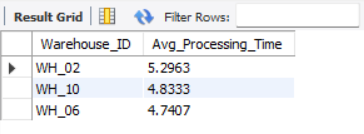 Result Grid Filter Rows:
Warehouse_ID Avg_Processing_Time
WH_02 5.2963
WH_10 4.8333
WH_06 4.7407